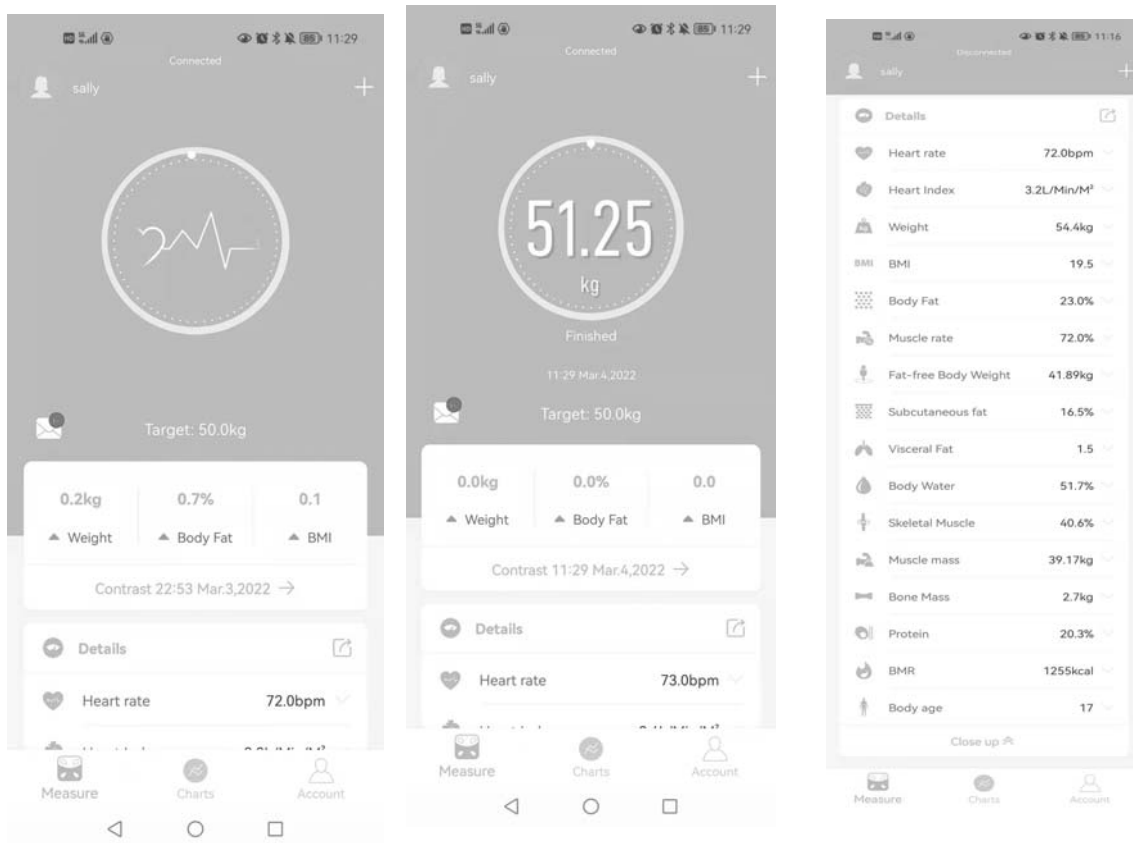 HD 11:29
Connected
sally
Target: 50.0kg
0.2kg 0.7% 0.1
Weight Body Fat BMI
Contrast 22:53 Mar.3,2022
Details
Heart rate 72.0bpm
Measure Charts Account
HD 85 11:29
Connected
sally
51.25
kg
Finished
11:29 Mar.4,2022
Target: 50.0kg
0.0kg 0.0% 0.0
Weight Body Fat BMI
Contrast 11:29 Mar.4,2022
Details
Heart rate 73.0bpm
Measure Charts Account
11:16
Disconnected
sally
Details
Heart rate 72.0bpm
Heart Index 3.2L/Min/M²
Weight 54.4kg
BMI BMI 19.5
Body Fat 23.0%
Muscle rate 72.0%
Fat-free Body Weight 41.89kg
Subcutaneous fat 16.5%
Visceral Fat 1.5
Body Water 51.7%
Skeletal Muscle 40.6%
Muscle mass 39.17kg
Bone Mass 2.7kg
Protein 20.3%
BMR 1255kcal
Body age 17
Close up
Measure Charts Account